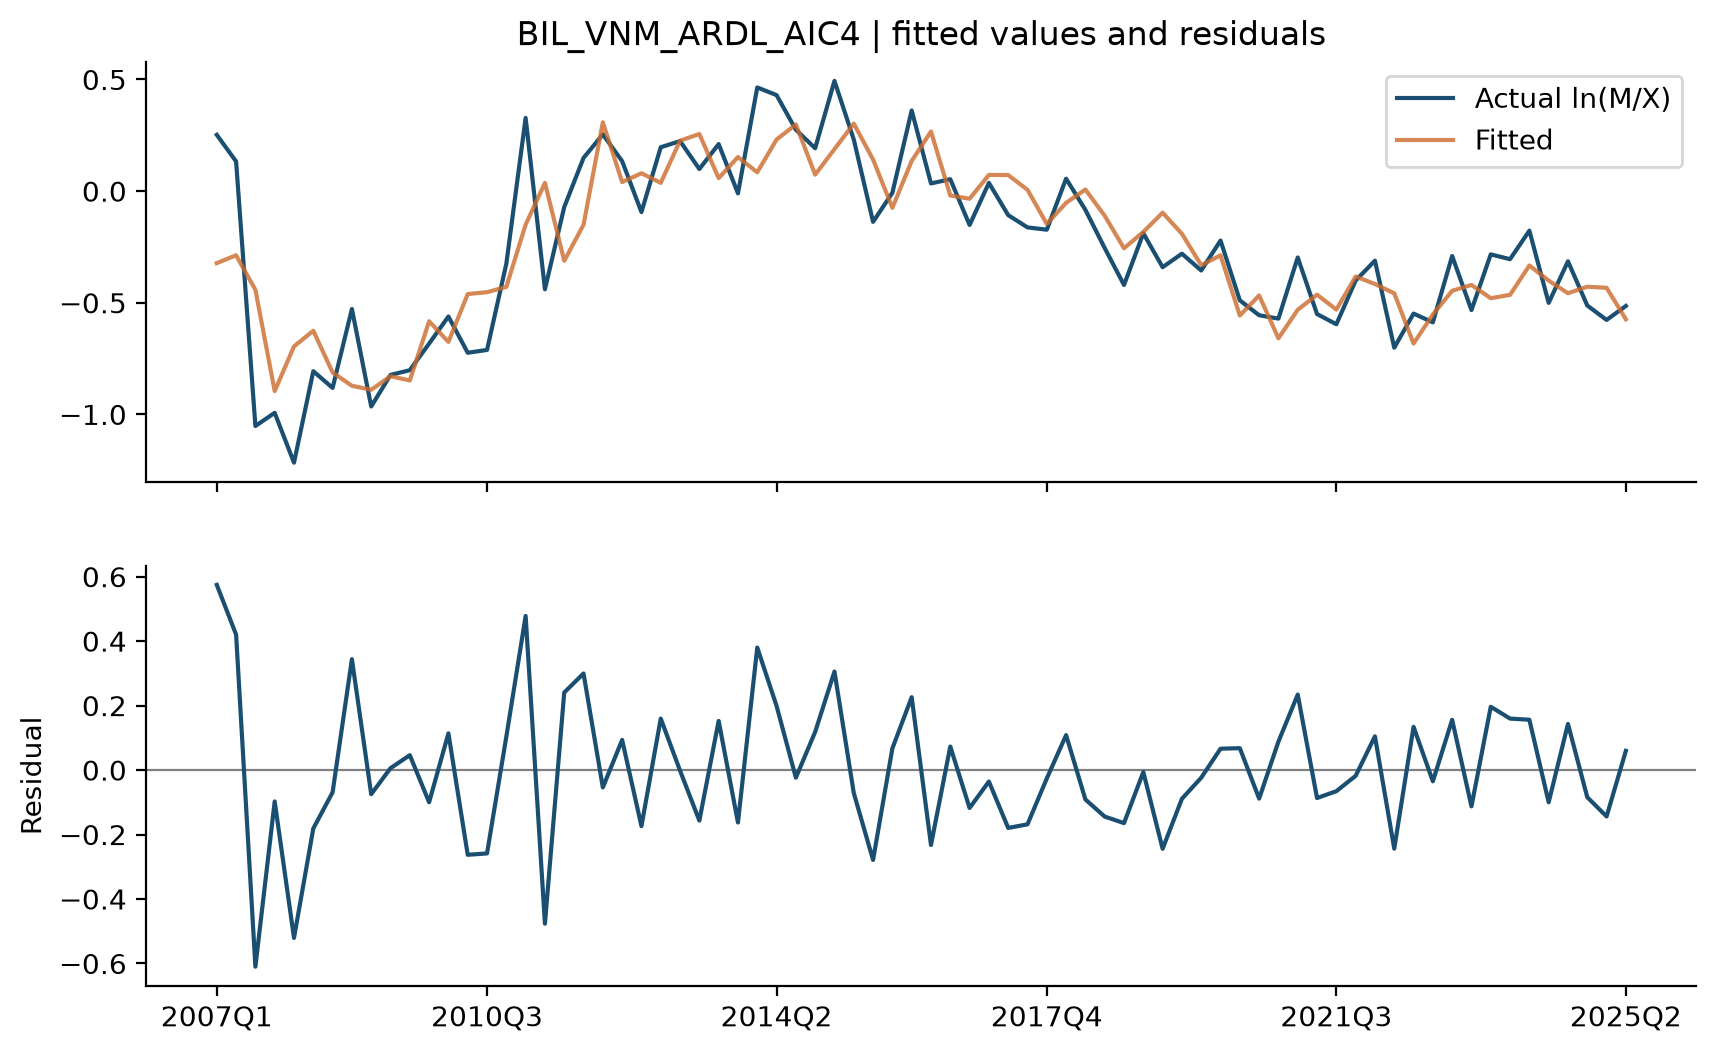 BIL_VNM_ARDL_AIC4 | fitted values and residuals
Actual ln(M/X)
Fitted
0.5
0.0
−0.5
−1.0
Residual
0.6
0.4
0.2
0.0
−0.2
−0.4
−0.6
2007Q1 2010Q3 2014Q2 2017Q4 2021Q3 2025Q2